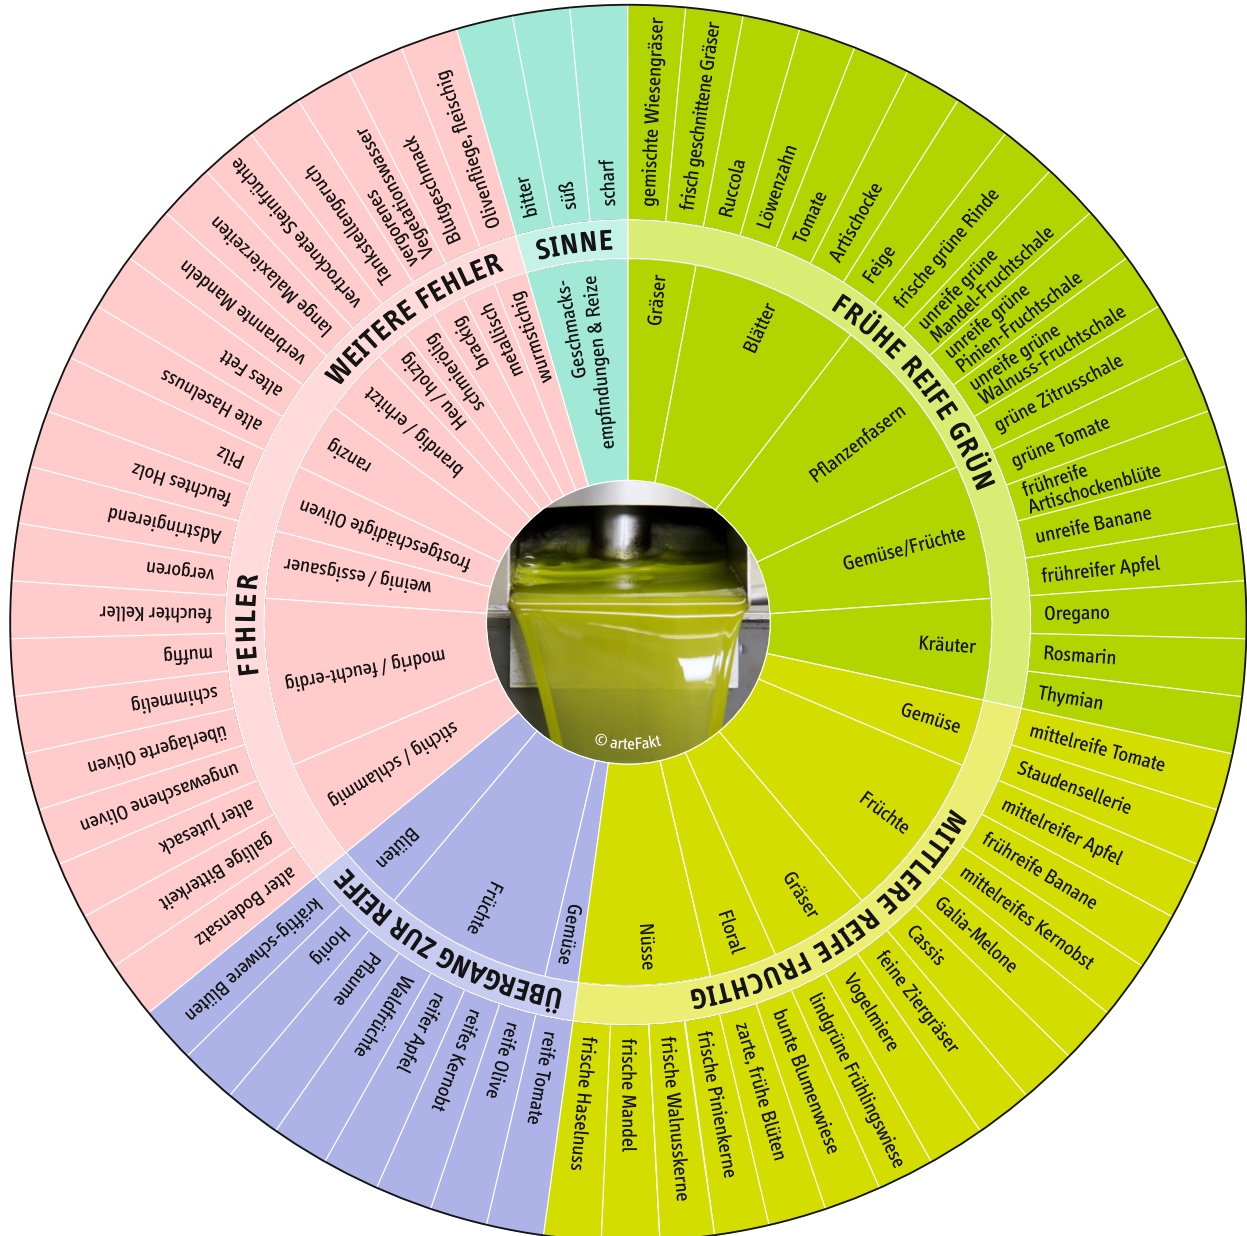 SINNE
Geschmacks-
empfindungen & Reize
bitter
süß
scharf
FRÜHE REIFE GRÜN
Gräser
Blätter
Pflanzenfasern
Gemüse/Früchte
Kräuter
gemischte Wiesengräser
frisch geschnittene Gräser
Ruccola
Löwenzahn
Tomate
Artischocke
Feige
frische grüne Rinde
unreife grüne
Mandel-Fruchtschale
unreife grüne
Pinien-Fruchtschale
unreife grüne
Walnuss-Fruchtschale
grüne Zitrusschale
grüne Tomate
frühreife
Artischockenblüte
unreife Banane
frühreifer Apfel
Oregano
Rosmarin
Thymian
MITTLERE REIFE FRUCHTIG
Gemüse
Früchte
Gräser
Floral
Nüsse
mittelreife Tomate
Staudensellerie
mittelreifer Apfel
frühreife Banane
mittelreifes Kernobst
Galia-Melone
Cassis
feine Ziergräser
Vogelmiere
lindgrüne Frühlingswiese
bunte Blumenwiese
zarte, frühe Blüten
frische Pinienkerne
frische Walnusskerne
frische Mandel
frische Haselnuss
ÜBERGANG ZUR REIFE
Gemüse
Früchte
Blüten
reife Tomate
reife Olive
reifes Kernobt
reifer Apfel
Waldfrüchte
Pflaume
Honig
kräftig-schwere Blüten
FEHLER
stichig / schlammig
modrig / feucht-erdig
weinig / essigsauer
frostgeschädigte Oliven
ranzig
alter Bodensatz
gallige Bitterkeit
alter Jutesack
ungewaschene Oliven
überlagerte Oliven
schimmelig
muffig
feuchter Keller
vergoren
Adstringierend
feuchtes Holz
Pilz
alte Haselnuss
altes Fett
WEITERE FEHLER
brandig / erhitzt
Heu / holzig
schmierölig
brackig
metallisch
wurmstichig
verbrannte Mandeln
lange Malaxierzeiten
vertrocknete Steinfrüchte
Tankstellengeruch
vergorienes
Vegetationswasser
Blutgeschmack
Olivenfliege, fleischig
© arteFakt